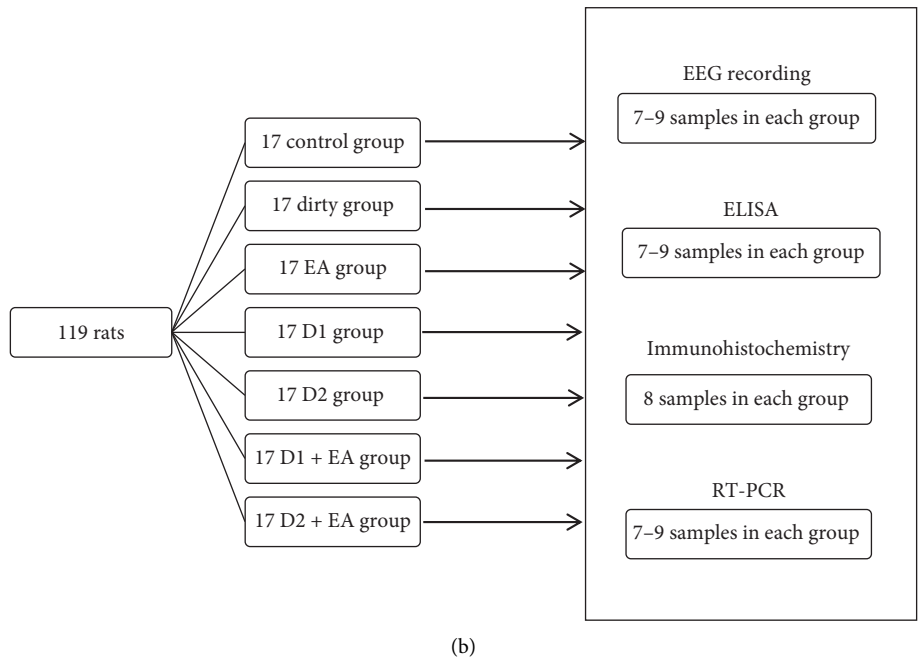 119 rats
17 control group
17 dirty group
17 EA group
17 D1 group
17 D2 group
17 D1 + EA group
17 D2 + EA group
EEG recording
7–9 samples in each group
ELISA
7–9 samples in each group
Immunohistochemistry
8 samples in each group
RT-PCR
7–9 samples in each group
(b)